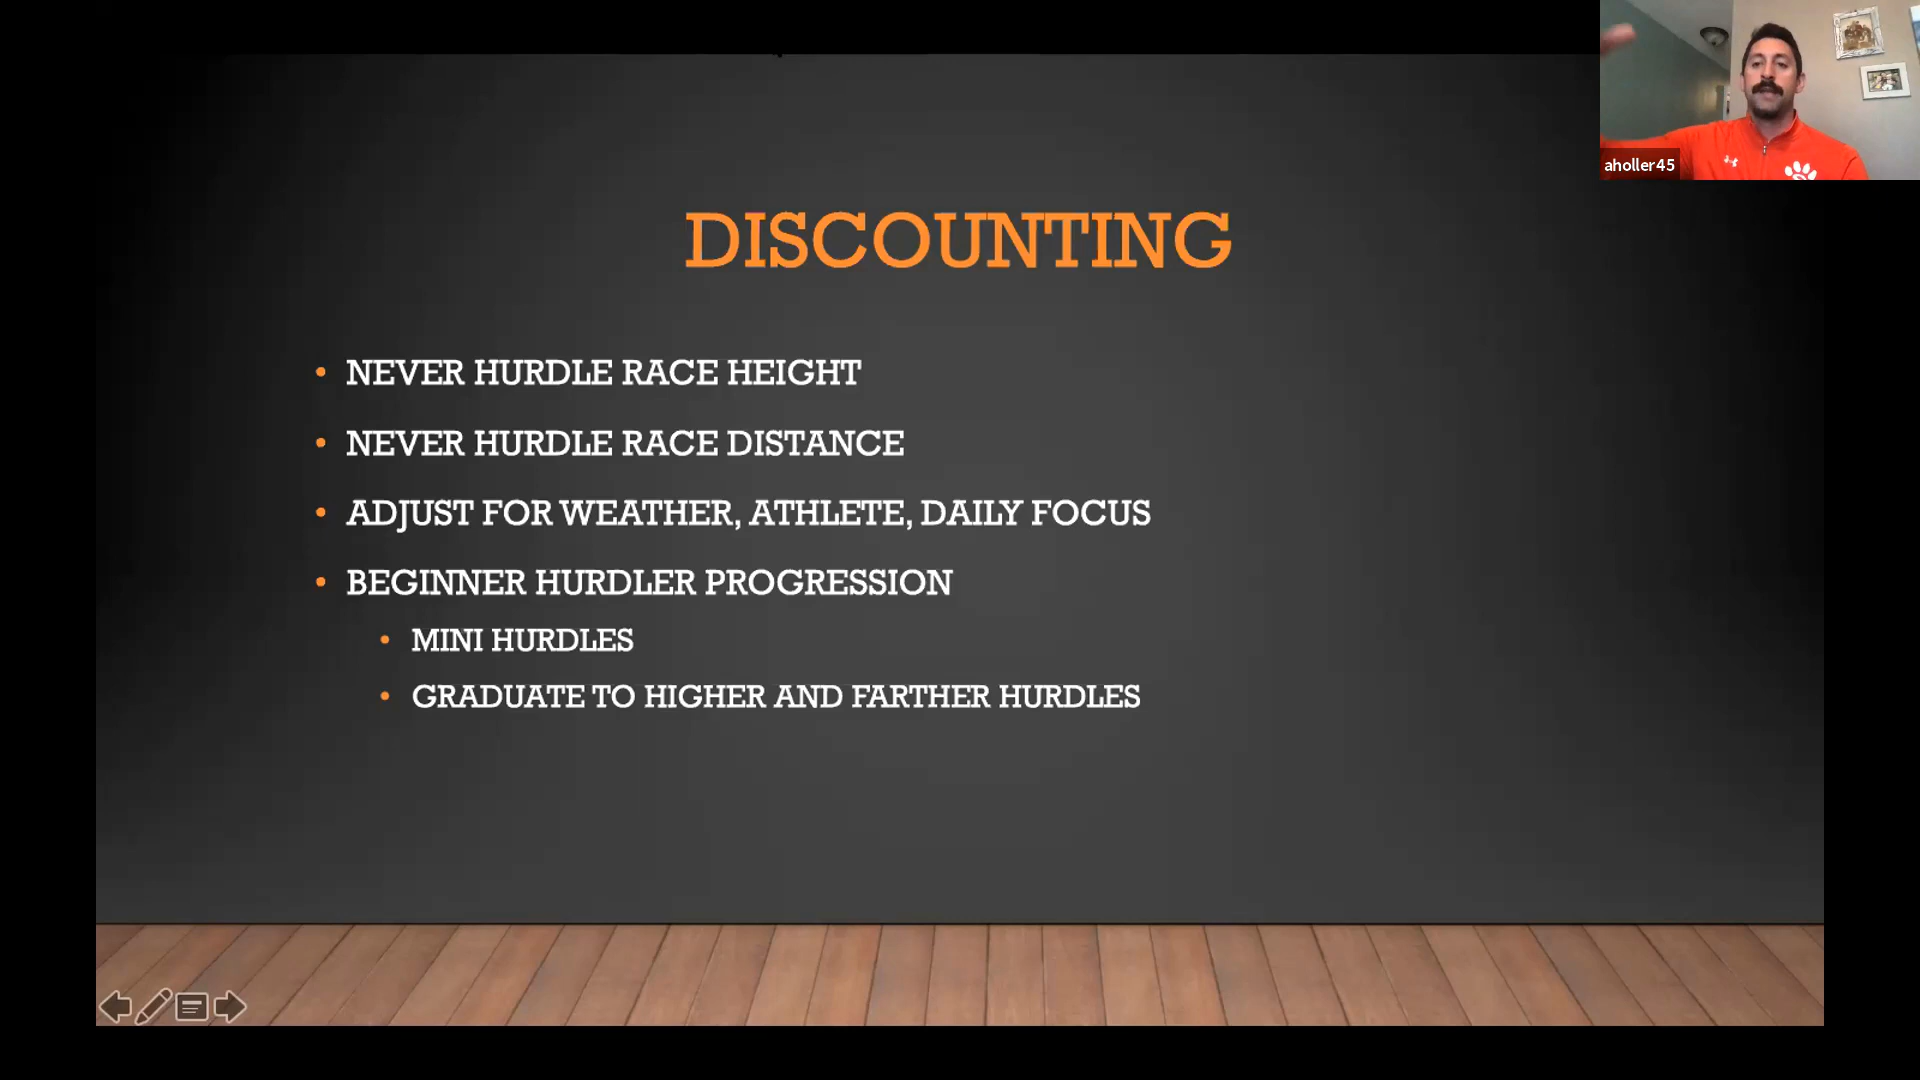 aholler45
DISCOUNTING
• NEVER HURDLE RACE HEIGHT
• NEVER HURDLE RACE DISTANCE
• ADJUST FOR WEATHER, ATHLETE, DAILY FOCUS
• BEGINNER HURDLER PROGRESSION
• MINI HURDLES
• GRADUATE TO HIGHER AND FARTHER HURDLES